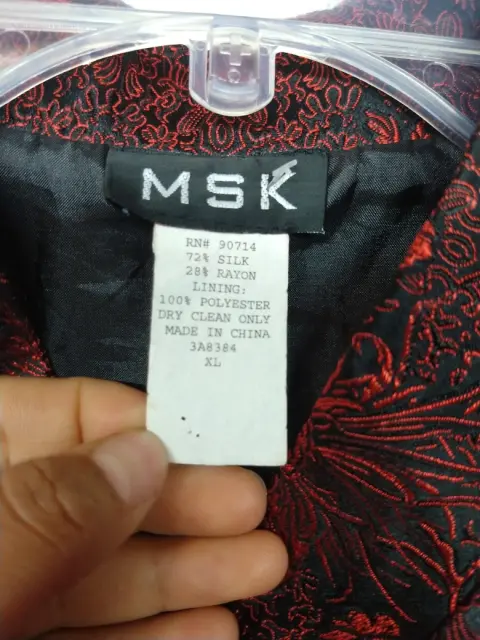 MSK
RN# 90714
72% SILK
28% RAYON
LINING:
100% POLYESTER
DRY CLEAN ONLY
MADE IN CHINA
3A8384
XL